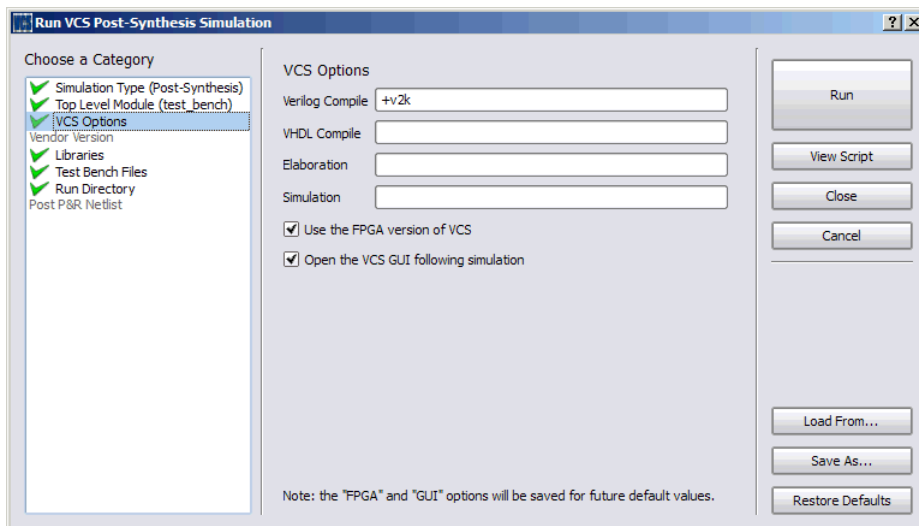 Run VCS Post-Synthesis Simulation
Choose a Category
Simulation Type (Post-Synthesis)
Top Level Module (test_bench)
VCS Options
Vendor Version
Libraries
Test Bench Files
Run Directory
Post P&R Netlist
VCS Options
Verilog Compile +v2k
VHDL Compile
Elaboration
Simulation
Use the FPGA version of VCS
Open the VCS GUI following simulation
Note: the "FPGA" and "GUI" options will be saved for future default values.
Run
View Script
Close
Cancel
Load From...
Save As...
Restore Defaults